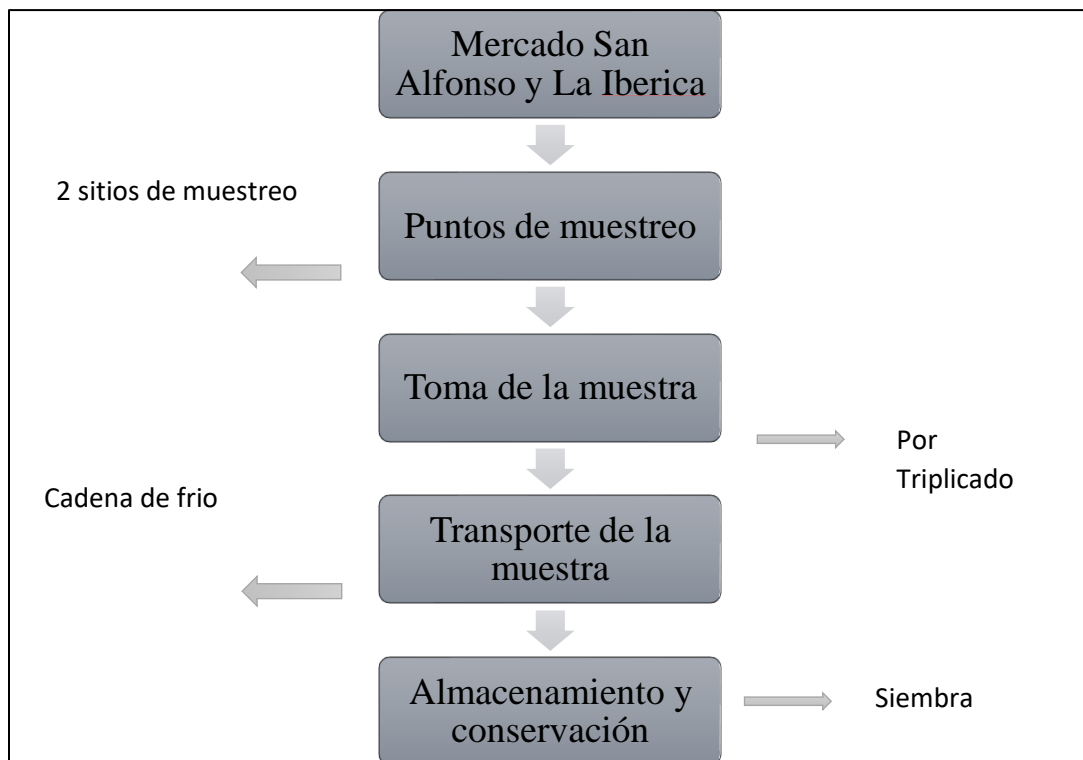 Mercado San
Alfonso y La Iberica
2 sitios de muestreo
Puntos de muestreo
Toma de la muestra
Por
Triplicado
Cadena de frio
Transporte de la
muestra
Almacenamiento y
conservación
Siembra